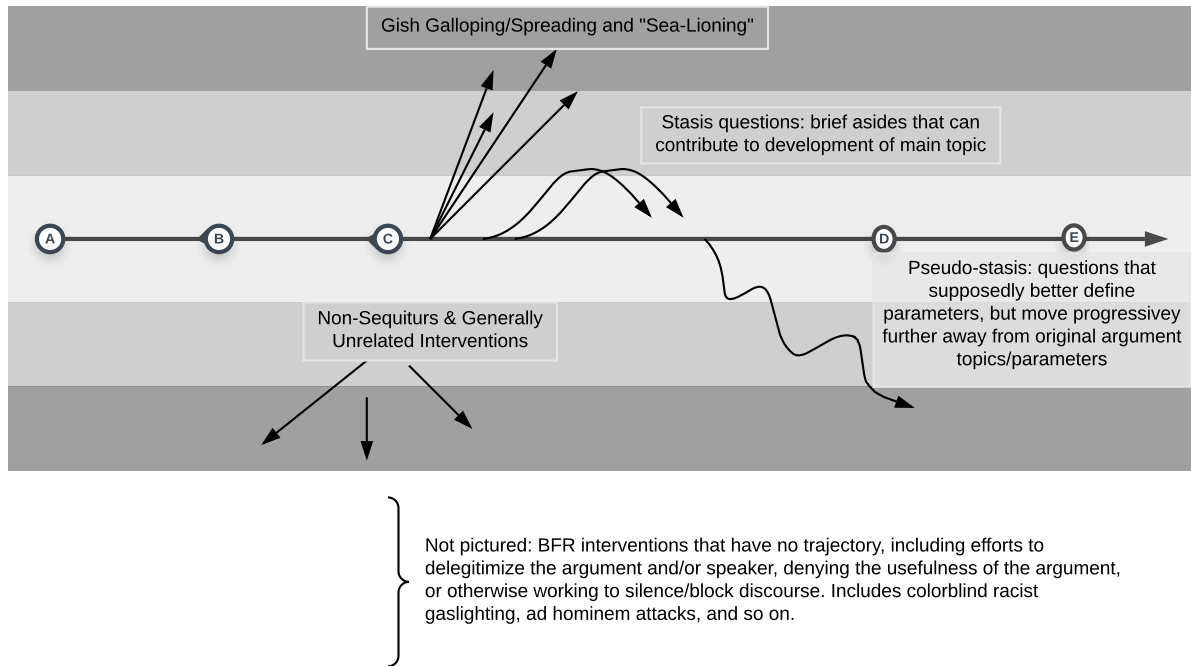 Gish Galloping/Spreading and "Sea-Lioning"
Stasis questions: brief asides that can
contribute to development of main topic
A
B
C
D
E
Pseudo-stasis: questions that
supposedly better define
parameters, but move progressivey
further away from original argument
topics/parameters
Non-Sequiturs & Generally
Unrelated Interventions
Not pictured: BFR interventions that have no trajectory, including efforts to
delegitimize the argument and/or speaker, denying the usefulness of the argument,
or otherwise working to silence/block discourse. Includes colorblind racist
gaslighting, ad hominem attacks, and so on.